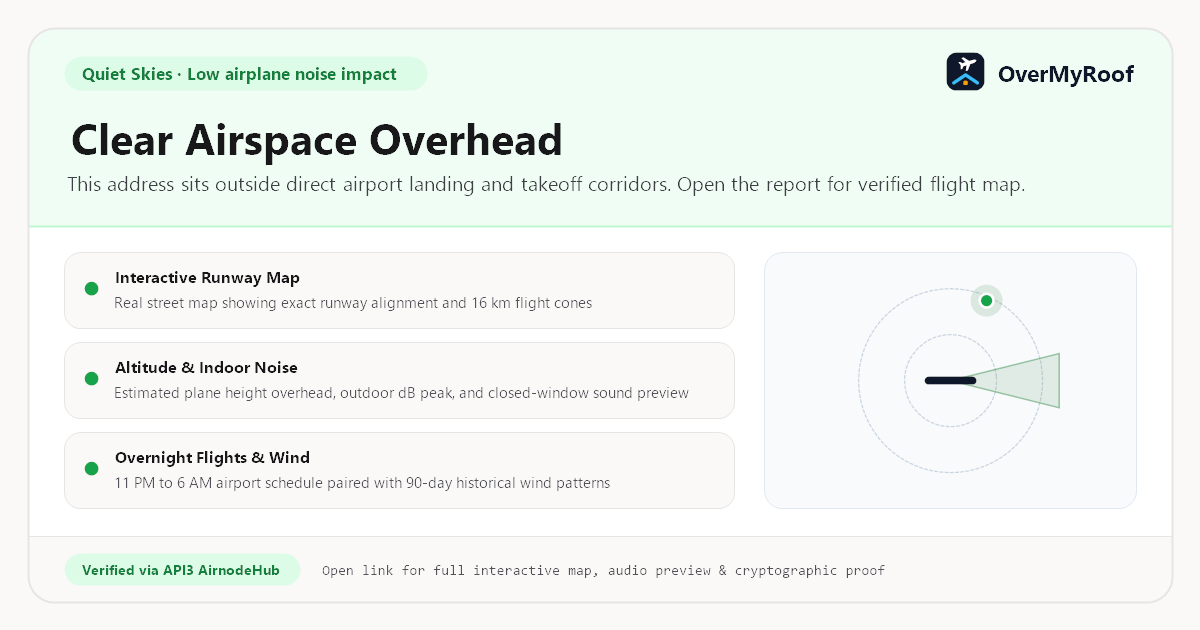 Quiet Skies · Low airplane noise impact
OverMyRoof
Clear Airspace Overhead
This address sits outside direct airport landing and takeoff corridors. Open the report for verified flight map.
Interactive Runway Map
Real street map showing exact runway alignment and 16 km flight cones
Altitude & Indoor Noise
Estimated plane height overhead, outdoor dB peak, and closed-window sound preview
Overnight Flights & Wind
11 PM to 6 AM airport schedule paired with 90-day historical wind patterns
Verified via API3 AirnodeHub
Open link for full interactive map, audio preview & cryptographic proof